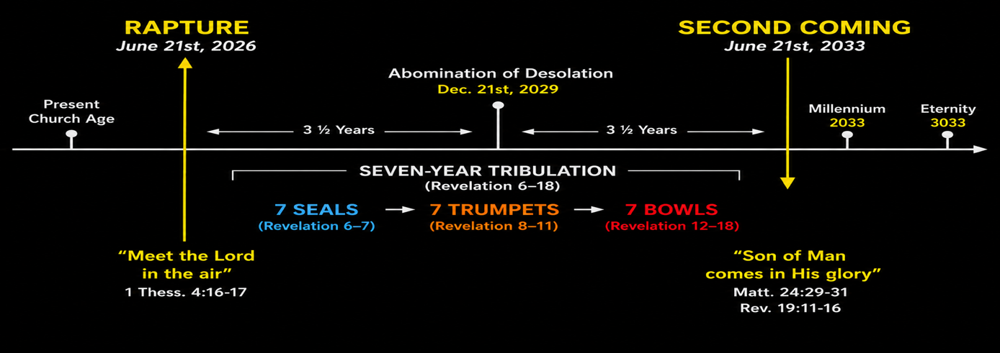 RAPTURE
June 21st, 2026
SECOND COMING
June 21st, 2033
Abomination of Desolation
Dec. 21st, 2029
Present
Church Age
Millennium
2033
Eternity
3033
3 ½ Years
3 ½ Years
SEVEN-YEAR TRIBULATION
(Revelation 6–18)
7 SEALS
(Revelation 6–7)
7 TRUMPETS
(Revelation 8–11)
7 BOWLS
(Revelation 12–18)
“Meet the Lord
in the air”
1 Thess. 4:16-17
“Son of Man
comes in His glory”
Matt. 24:29-31
Rev. 19:11-16